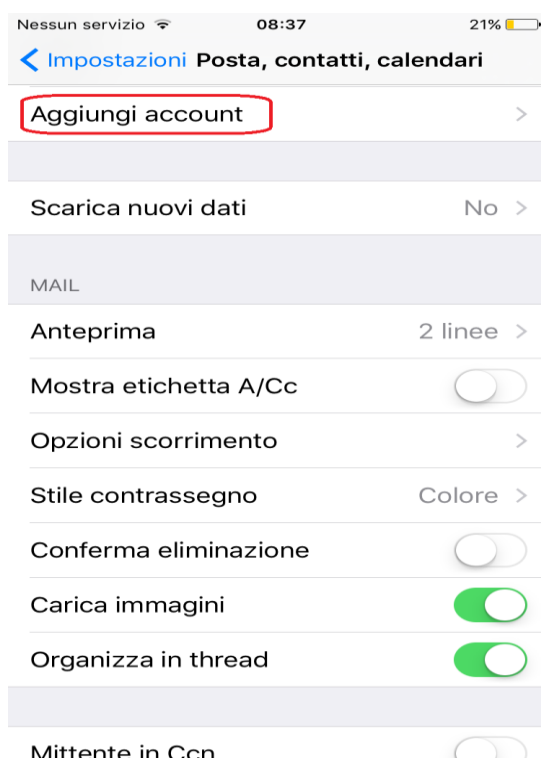 Nessun servizio 08:37 21%
Impostazioni Posta, contatti, calendari
Aggiungi account
Scarica nuovi dati No
MAIL
Anteprima 2 linee
Mostra etichetta A/Cc
Opzioni scorrimento
Stile contrassegno Colore
Conferma eliminazione
Carica immagini
Organizza in thread
Mittente in Ccn